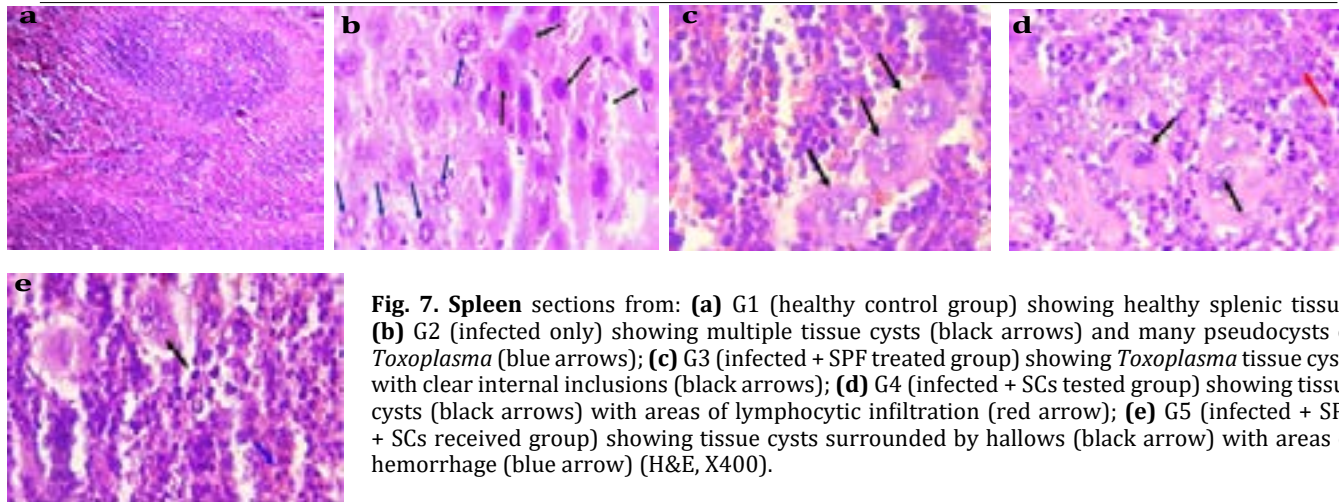 a
b
c
d
e
Fig. 7. Spleen sections from: (a) G1 (healthy control group) showing healthy splenic tissu
(b) G2 (infected only) showing multiple tissue cysts (black arrows) and many pseudocysts
Toxoplasma (blue arrows); (c) G3 (infected + SPF treated group) showing Toxoplasma tissue cyst
with clear internal inclusions (black arrows); (d) G4 (infected + SCs tested group) showing tissu
cysts (black arrows) with areas of lymphocytic infiltration (red arrow); (e) G5 (infected + SP
+ SCs received group) showing tissue cysts surrounded by hallows (black arrow) with areas
hemorrhage (blue arrow) (H&E, X400).